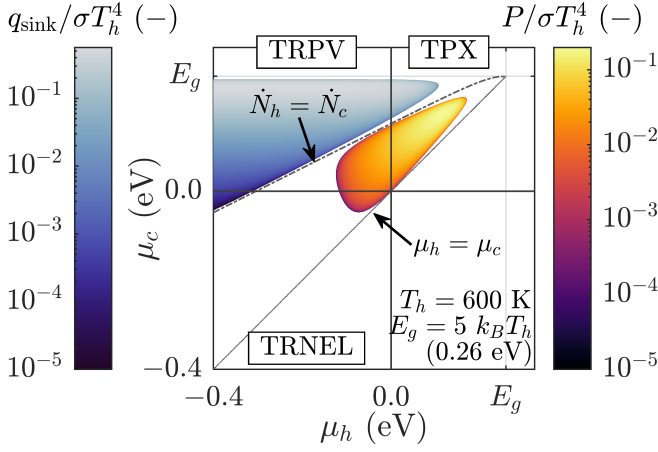 q_sink/σT_h^4 (−)
P/σT_h^4 (−)
TRPV
TPX
E_g
Ṅ_h = Ṅ_c
10^−1
10^−2
10^−3
10^−4
10^−5
μ_c (eV)
0.0
−0.4
μ_h = μ_c
T_h = 600 K
E_g = 5 k_BT_h
(0.26 eV)
TRNEL
10^−1
10^−2
10^−3
10^−4
10^−5
−0.4
0.0
E_g
μ_h (eV)